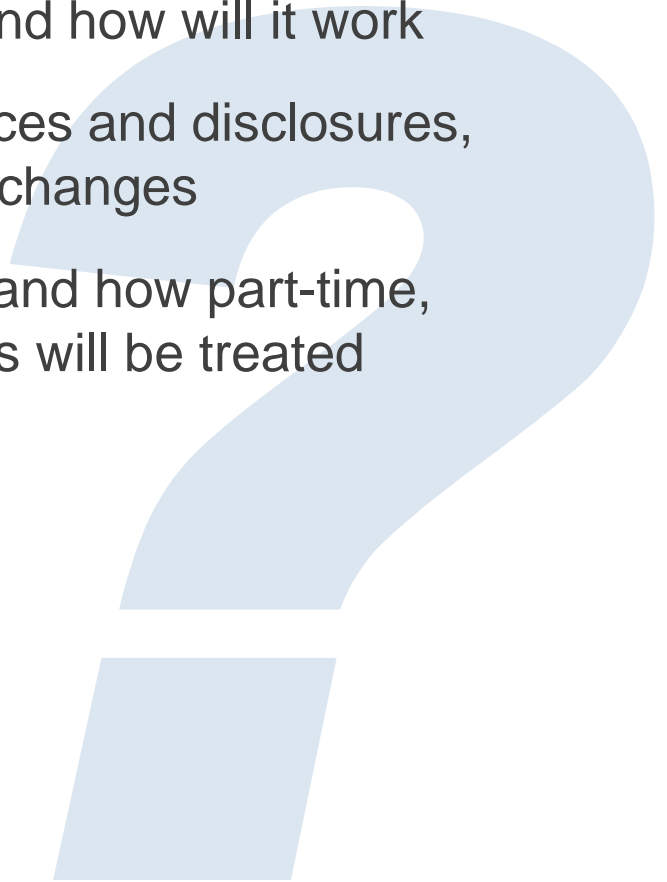 nd how will it work
ces and disclosures,
changes
and how part-time,
s will be treated
?